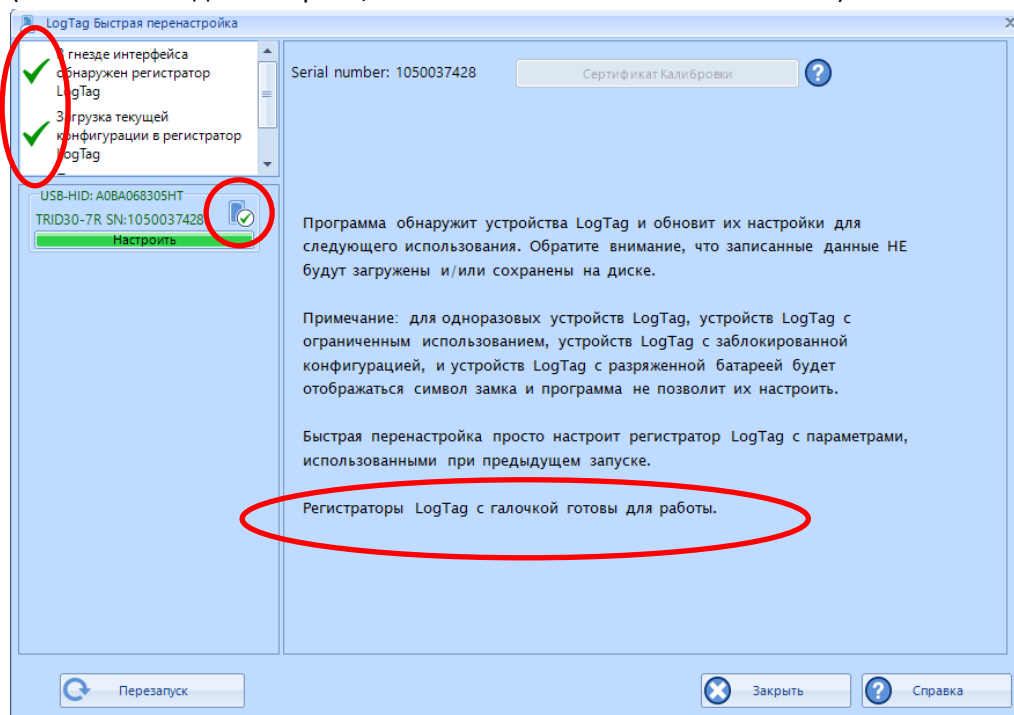 LogTag Быстрая перенастройка
гнезде интерфейса
обнаружен регистратор
LogTag
Загрузка текущей
конфигурации в регистратор
LogTag
USB-HID: A0BA068305HT
TRID30-7R SN:1050037428
Настроить
Serial number: 1050037428
Сертификат Калибровки
Программа обнаружит устройства LogTag и обновит их настройки для
следующего использования. Обратите внимание, что записанные данные НЕ
будут загружены и/или сохранены на диске.
Примечание: для одноразовых устройств LogTag, устройств LogTag с
ограниченным использованием, устройств LogTag с заблокированной
конфигурацией, и устройств LogTag с разряженной батареей будет
отображаться символ замка и программа не позволит их настроить.
Быстрая перенастройка просто настроит регистратор LogTag с параметрами,
использованными при предыдущем запуске.
Регистраторы LogTag с галочкой готовы для работы.
Перезапуск
Закрыть
Справка